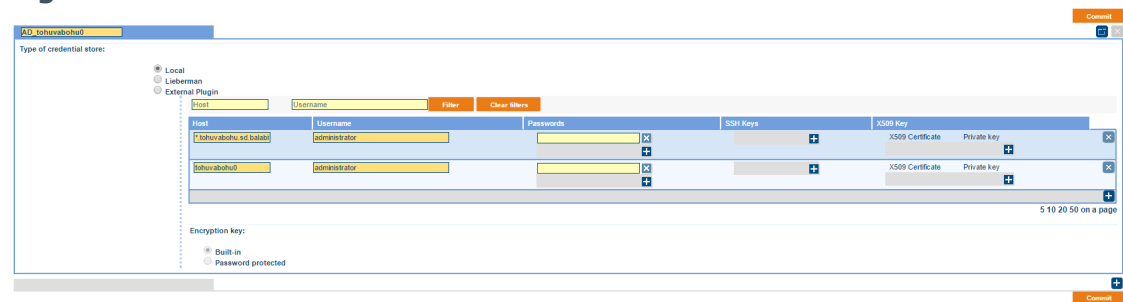 Commit
AD_tohuvabohu0
Type of credential store:
Local
Lieberman
External Plugin
Host Username Filter Clear filters
Host Username Passwords SSH Keys X509 Key
*.tohuvabohu.sd.balabi administrator X509 Certificate Private key
tohuvabohu0 administrator X509 Certificate Private key
5 10 20 50 on a page
Encryption key:
Built-in
Password protected
Commit